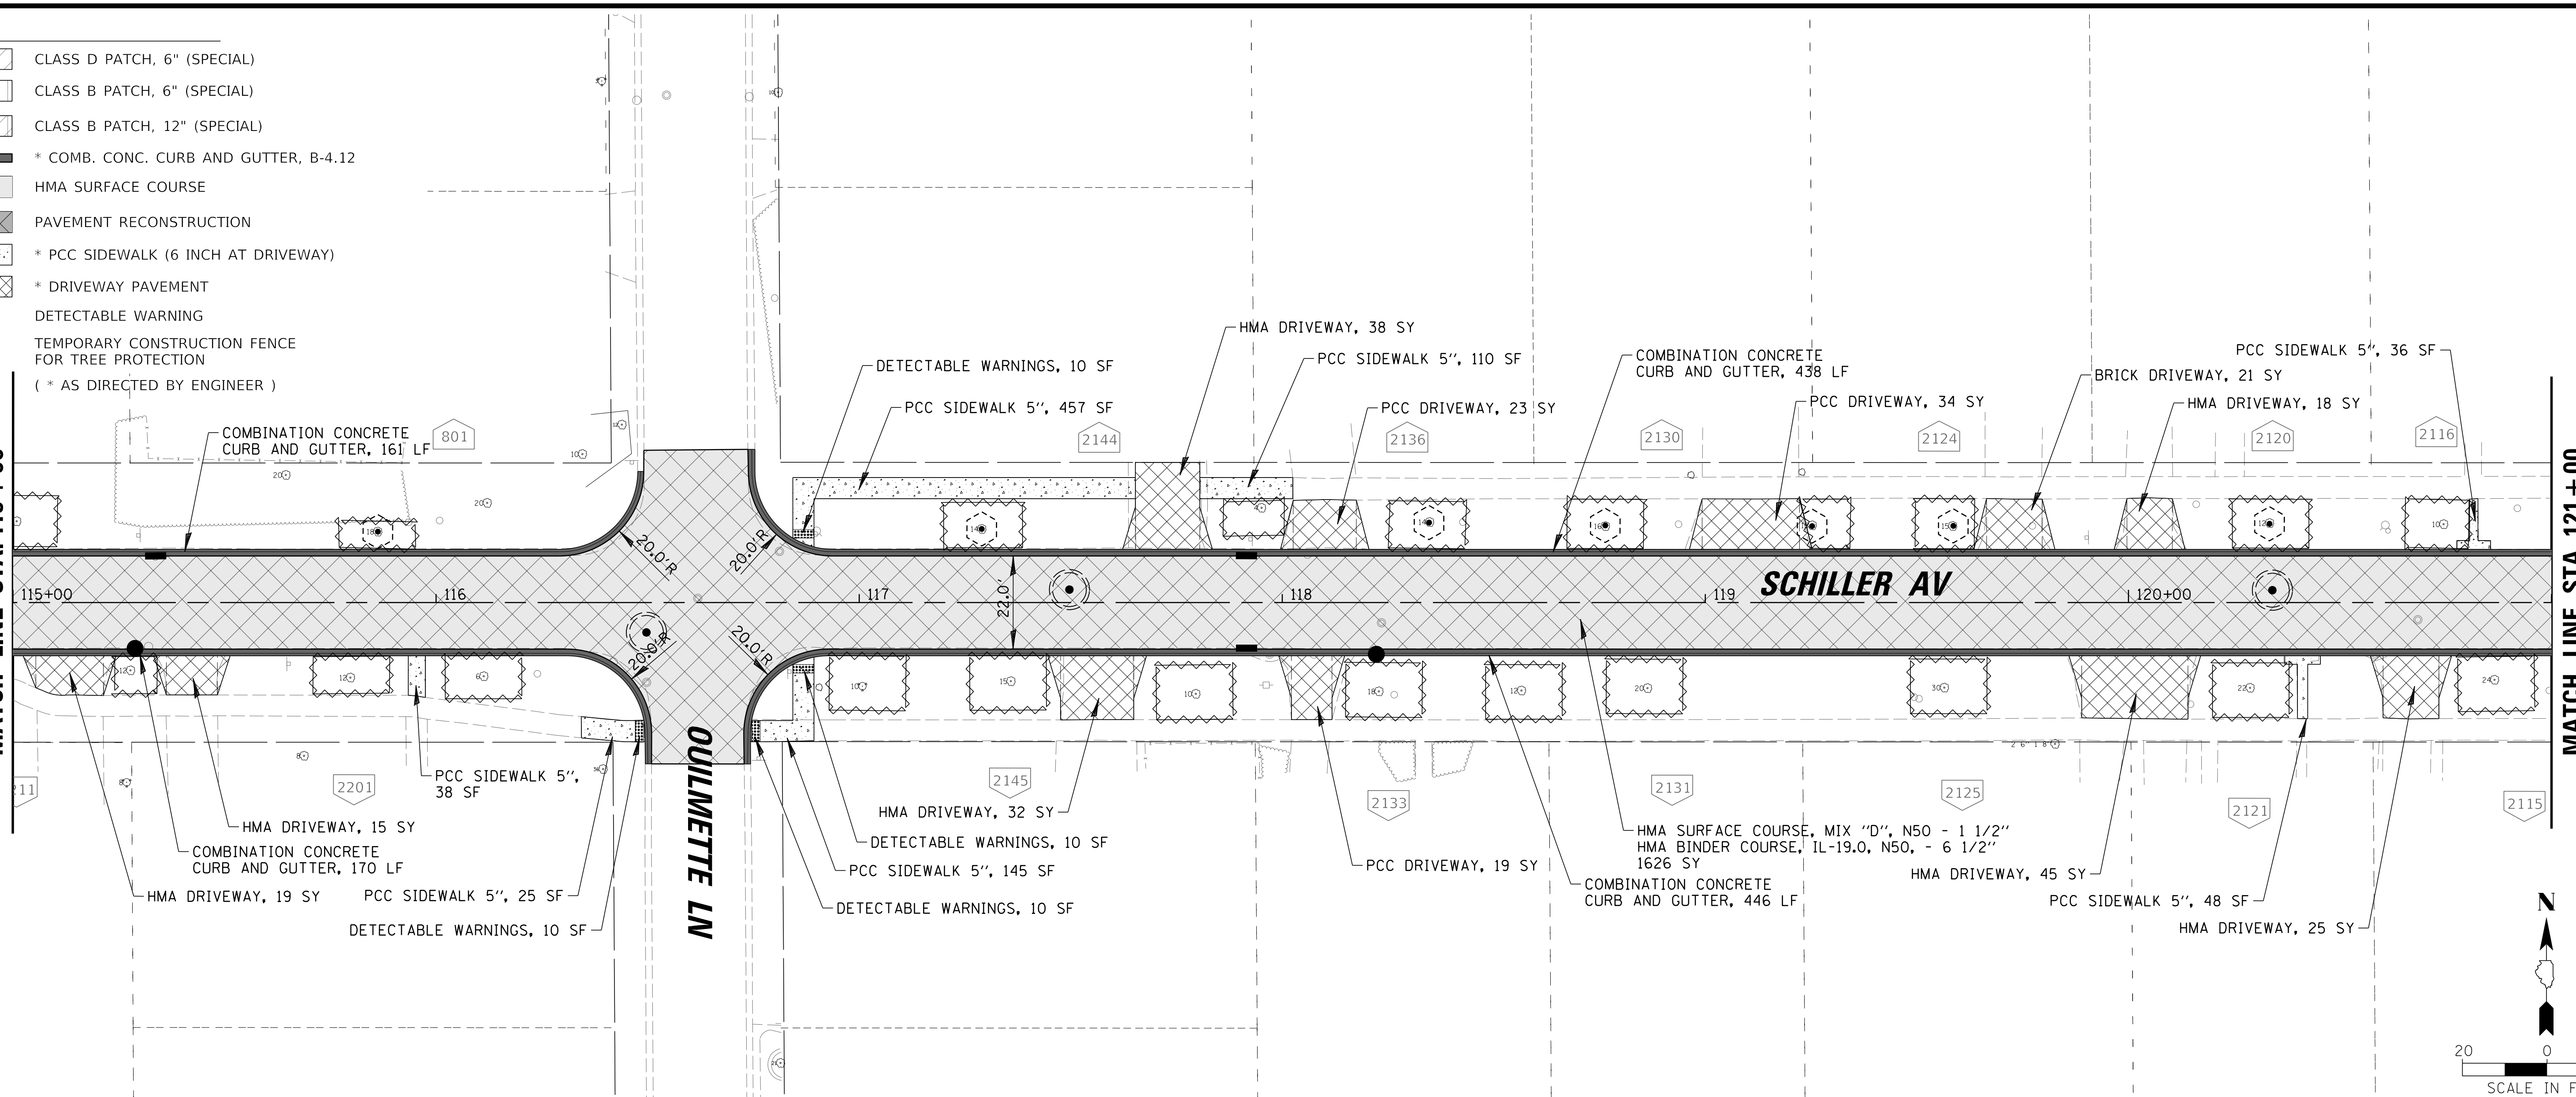 CLASS D PATCH, 6" (SPECIAL)
CLASS B PATCH, 6" (SPECIAL)
CLASS B PATCH, 12" (SPECIAL)
* COMB. CONC. CURB AND GUTTER, B-4.12
HMA SURFACE COURSE
PAVEMENT RECONSTRUCTION
* PCC SIDEWALK (6 INCH AT DRIVEWAY)
* DRIVEWAY PAVEMENT
DETECTABLE WARNING
TEMPORARY CONSTRUCTION FENCE
FOR TREE PROTECTION
( * AS DIRECTED BY ENGINEER )
COMBINATION CONCRETE
CURB AND GUTTER, 161 LF
801
DETECTABLE WARNINGS, 10 SF
PCC SIDEWALK 5", 457 SF
HMA DRIVEWAY, 38 SY
PCC SIDEWALK 5", 110 SF
PCC DRIVEWAY, 23 SY
COMBINATION CONCRETE
CURB AND GUTTER, 438 LF
PCC DRIVEWAY, 34 SY
PCC SIDEWALK 5", 36 SF
BRICK DRIVEWAY, 21 SY
HMA DRIVEWAY, 18 SY
2144
2136
2130
2124
2120
2116
20.0'R
20.0'R
115+00
116
117
22.0'
118
119
SCHILLER AV
120+00
MATCH LINE STA 121+00
20.0'R
20.0'R
OUILMETTE LN
2201
2145
2133
2131
2125
2121
2115
PCC SIDEWALK 5",
38 SF
HMA DRIVEWAY, 15 SY
COMBINATION CONCRETE
CURB AND GUTTER, 170 LF
HMA DRIVEWAY, 19 SY
PCC SIDEWALK 5", 25 SF
DETECTABLE WARNINGS, 10 SF
HMA DRIVEWAY, 32 SY
DETECTABLE WARNINGS, 10 SF
PCC SIDEWALK 5", 145 SF
DETECTABLE WARNINGS, 10 SF
PCC DRIVEWAY, 19 SY
HMA SURFACE COURSE, MIX "D", N50 - 1 1/2"
HMA BINDER COURSE, IL-19.0, N50, - 6 1/2"
1626 SY
COMBINATION CONCRETE
CURB AND GUTTER, 446 LF
HMA DRIVEWAY, 45 SY
PCC SIDEWALK 5", 48 SF
HMA DRIVEWAY, 25 SY
N
20 0
SCALE IN